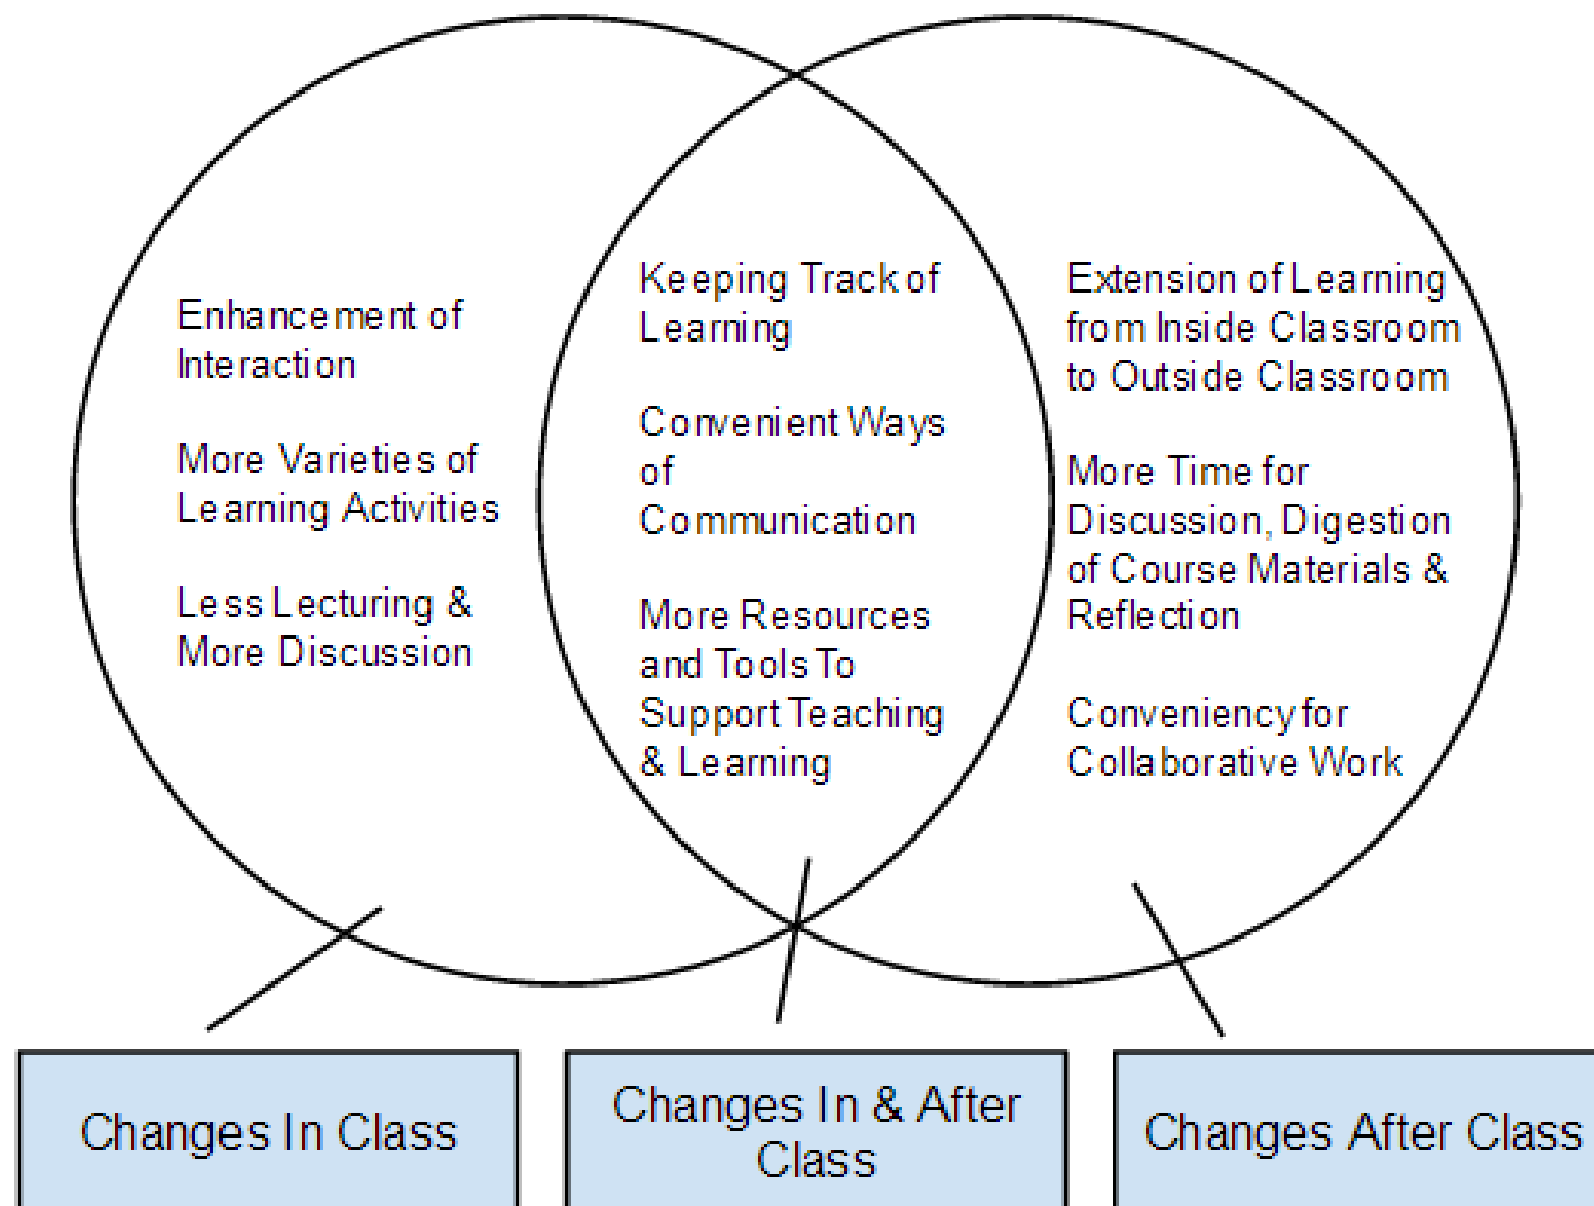 Enhancement of
Interaction
More Varieties of
Learning Activities
Less Lecturing &
More Discussion
Keeping Track of
Learning
Convenient Ways
of
Communication
More Resources
and Tools To
Support Teaching
& Learning
Extension of Learning
from Inside Classroom
to Outside Classroom
More Time for
Discussion, Digestion
of Course Materials &
Reflection
Conveniency for
Collaborative Work
Changes In Class
Changes In & After
Class
Changes After Class